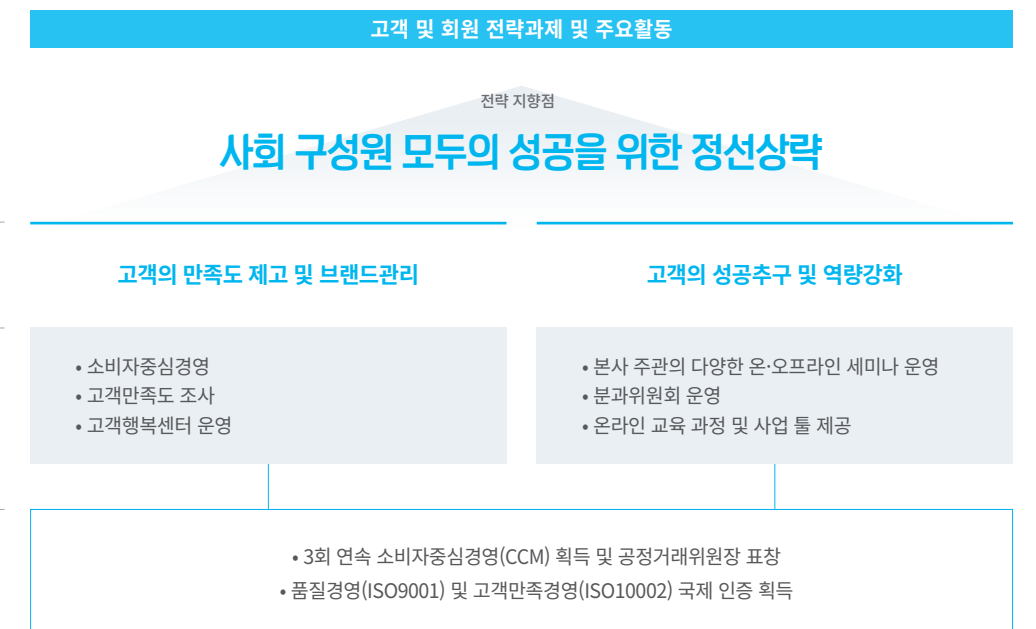 고객 및 회원 전략과제 및 주요활동
전략 지향점
사회 구성원 모두의 성공을 위한 정선상략
고객의 만족도 제고 및 브랜드관리
고객의 성공추구 및 역량강화
• 소비자중심경영
• 고객만족도 조사
• 고객행복센터 운영
• 본사 주관의 다양한 온·오프라인 세미나 운영
• 분과위원회 운영
• 온라인 교육 과정 및 사업 툴 제공
• 3회 연속 소비자중심경영(CCM) 획득 및 공정거래위원장 표창
• 품질경영(ISO9001) 및 고객만족경영(ISO10002) 국제 인증 획득